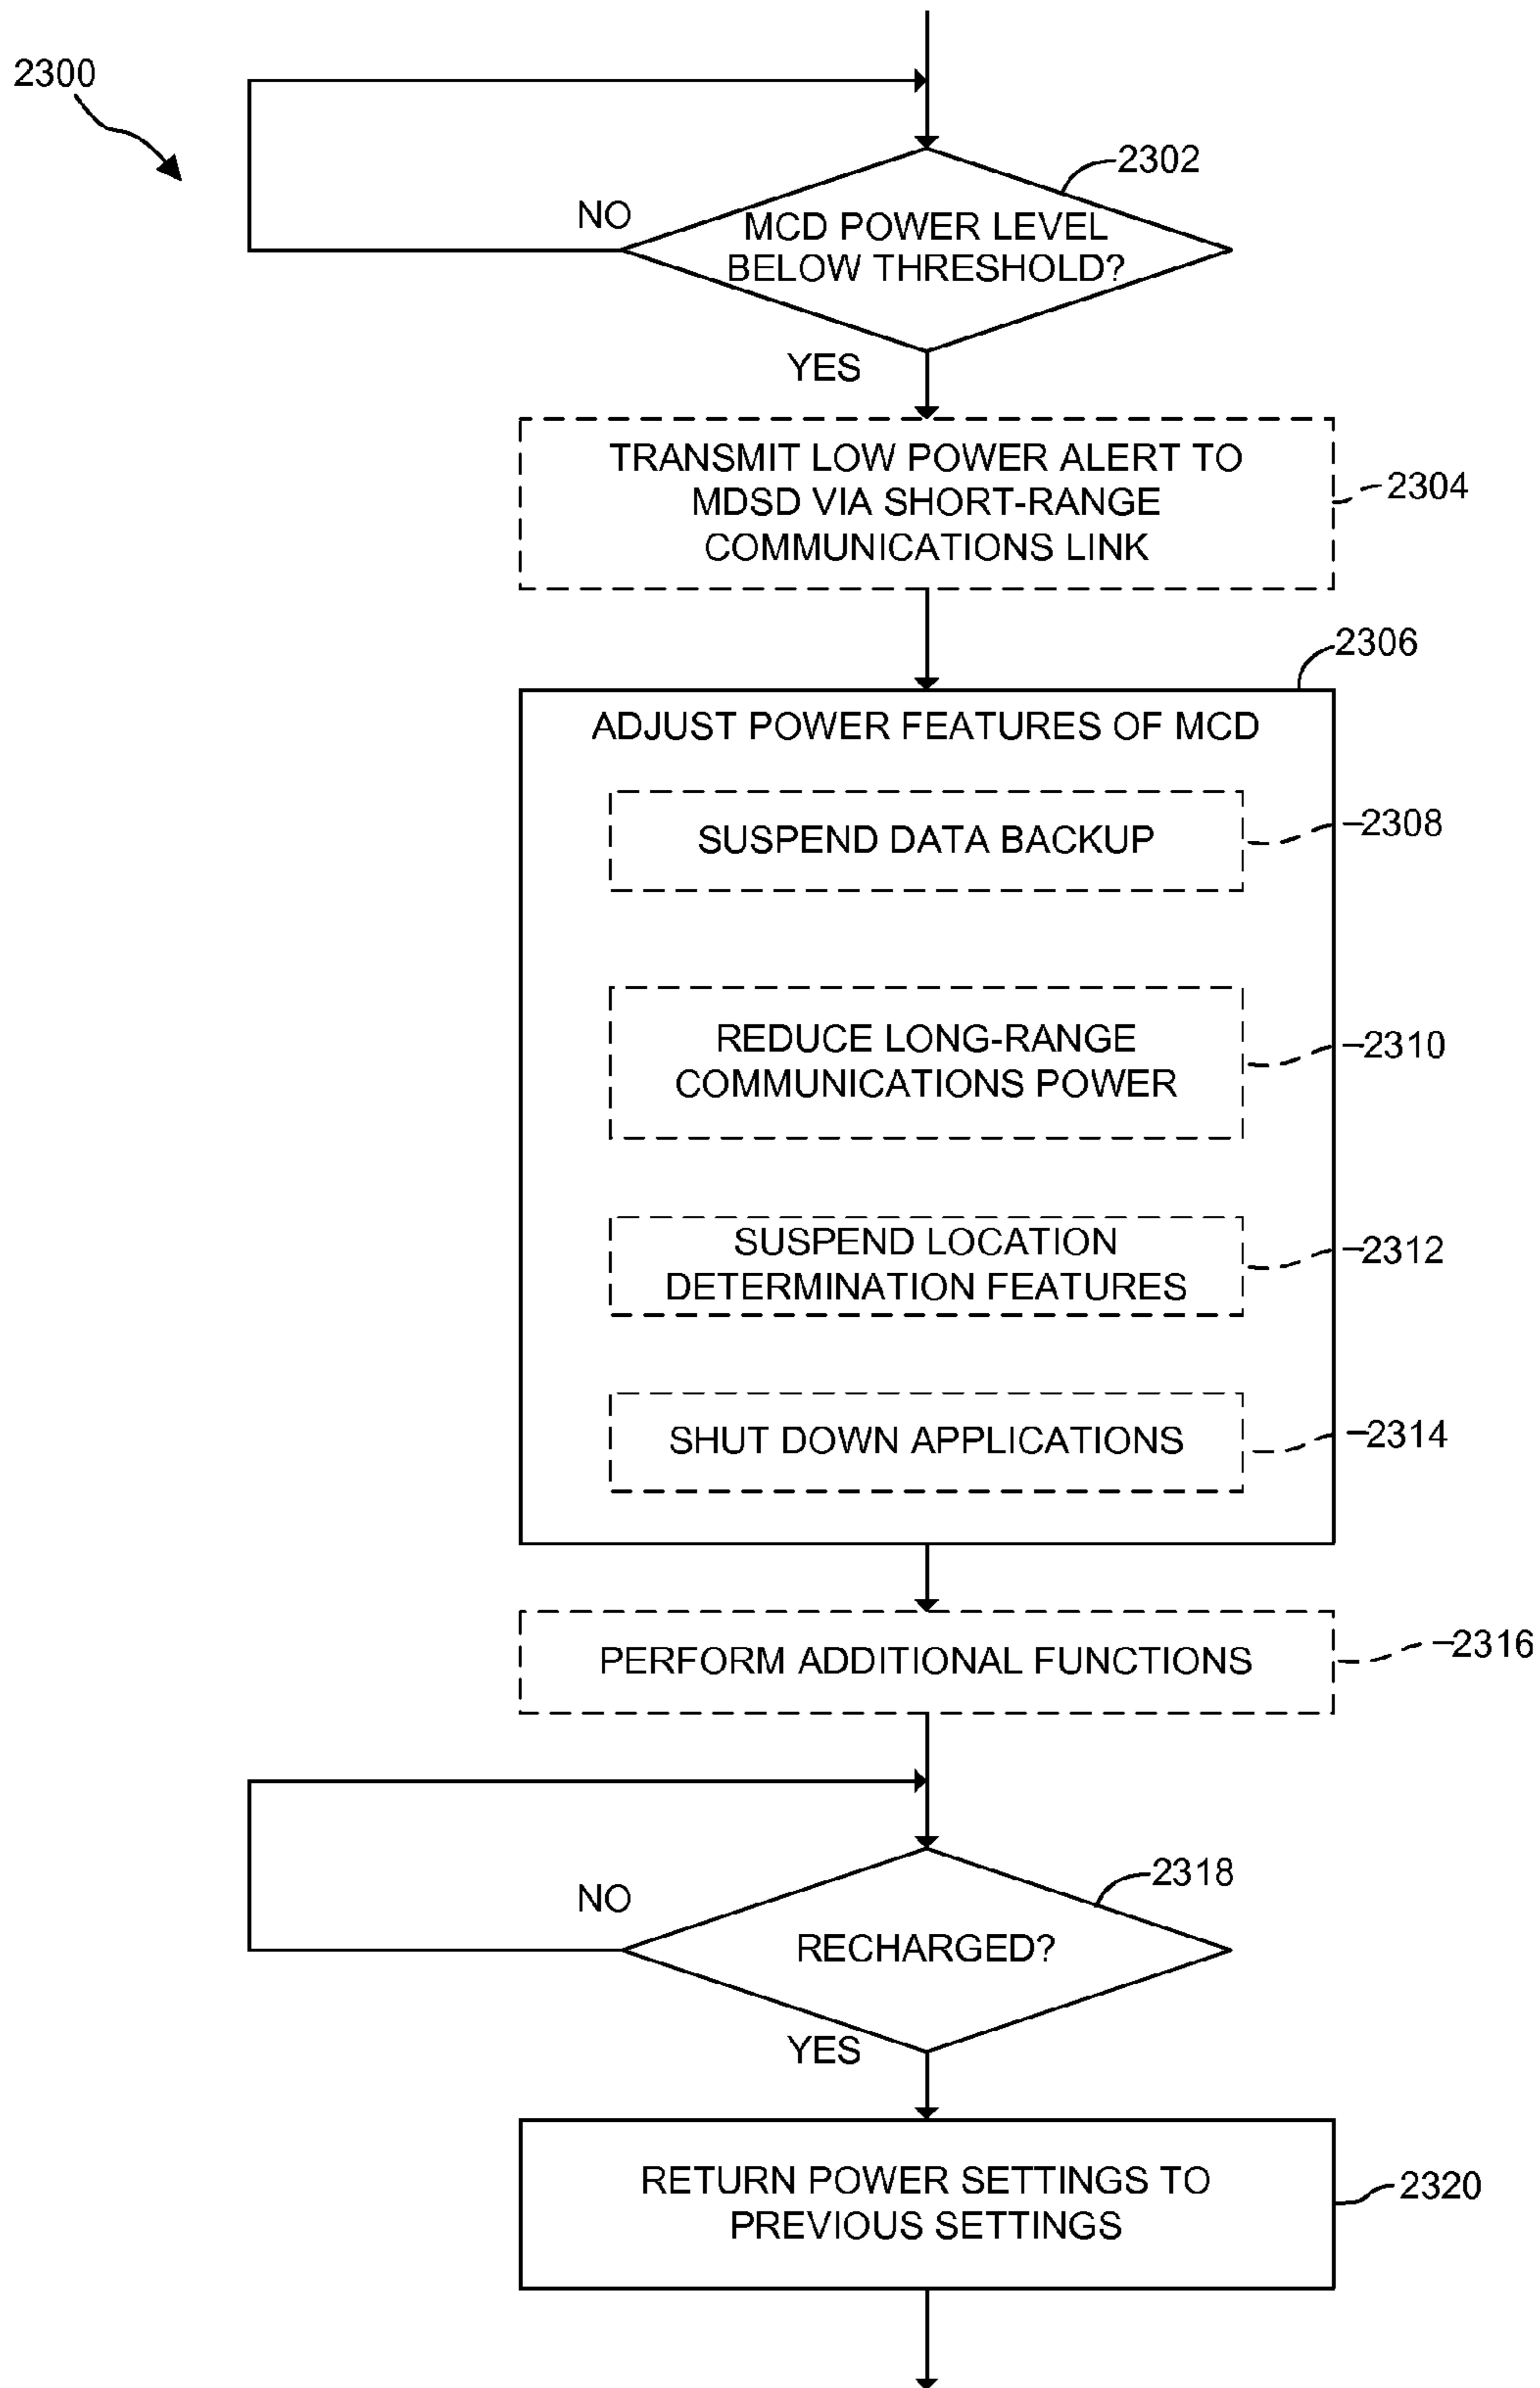 2300
2302
NO
MCD POWER LEVEL
BELOW THRESHOLD?
YES
TRANSMIT LOW POWER ALERT TO
MDSD VIA SHORT-RANGE
COMMUNICATIONS LINK
2304
2306
ADJUST POWER FEATURES OF MCD
SUSPEND DATA BACKUP
2308
REDUCE LONG-RANGE
COMMUNICATIONS POWER
2310
SUSPEND LOCATION
DETERMINATION FEATURES
2312
SHUT DOWN APPLICATIONS
2314
PERFORM ADDITIONAL FUNCTIONS
2316
2318
NO
RECHARGED?
YES
RETURN POWER SETTINGS TO
PREVIOUS SETTINGS
2320